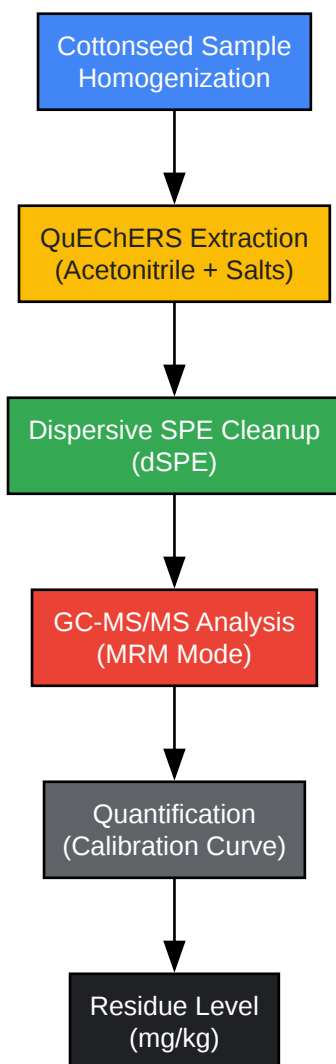 Cottonseed Sample
Homogenization
QuEChERS Extraction
(Acetonitrile + Salts)
Dispersive SPE Cleanup
(dSPE)
GC-MS/MS Analysis
(MRM Mode)
Quantification
(Calibration Curve)
Residue Level
(mg/kg)